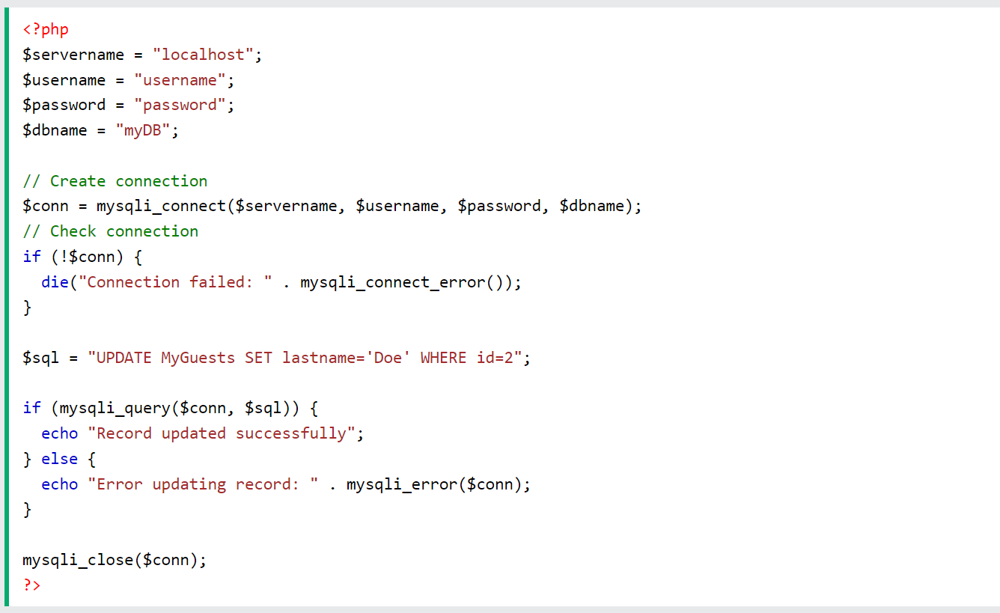 <?php
$servername = "localhost";
$username = "username";
$password = "password";
$dbname = "myDB";

// Create connection
$conn = mysqli_connect($servername, $username, $password, $dbname);
// Check connection
if (!$conn) {
  die("Connection failed: " . mysqli_connect_error());
}

$sql = "UPDATE MyGuests SET lastname='Doe' WHERE id=2";

if (mysqli_query($conn, $sql)) {
  echo "Record updated successfully";
} else {
  echo "Error updating record: " . mysqli_error($conn);
}

mysqli_close($conn);
?>